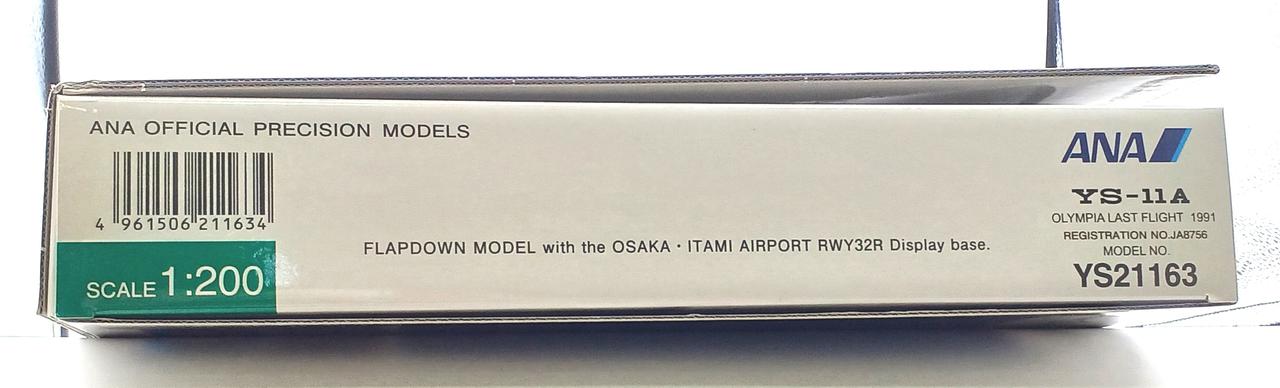 ANA OFFICIAL PRECISION MODELS
4 961506 211634
SCALE 1:200
FLAPDOWN MODEL with the OSAKA・ITAMI AIRPORT RWY32R Display base.
ANA
YS-11A
OLYMPIA LAST FLIGHT 1991
REGISTRATION NO.JA8756
MODEL NO.
YS21163